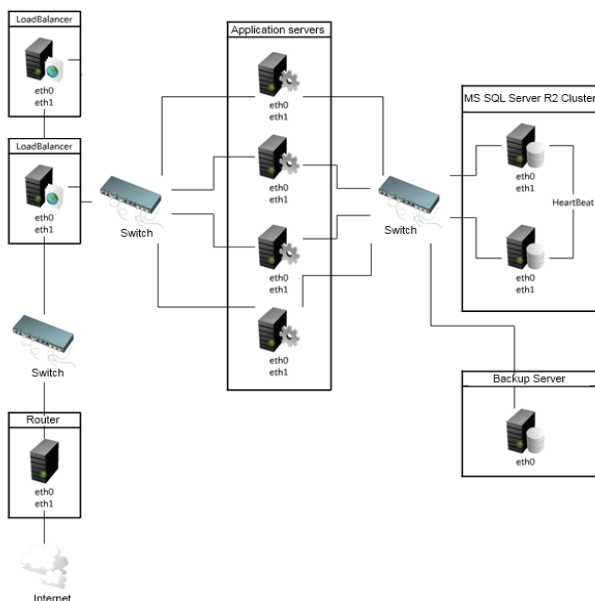 LoadBalancer
eth0
eth1
LoadBalancer
eth0
eth1
Switch
Router
eth0
eth1
Internet
Switch
Application servers
eth0
eth1
eth0
eth1
eth0
eth1
eth0
eth1
Switch
MS SQL Server R2 Cluster
eth0
eth1
HeartBeat
eth0
eth1
Backup Server
eth0